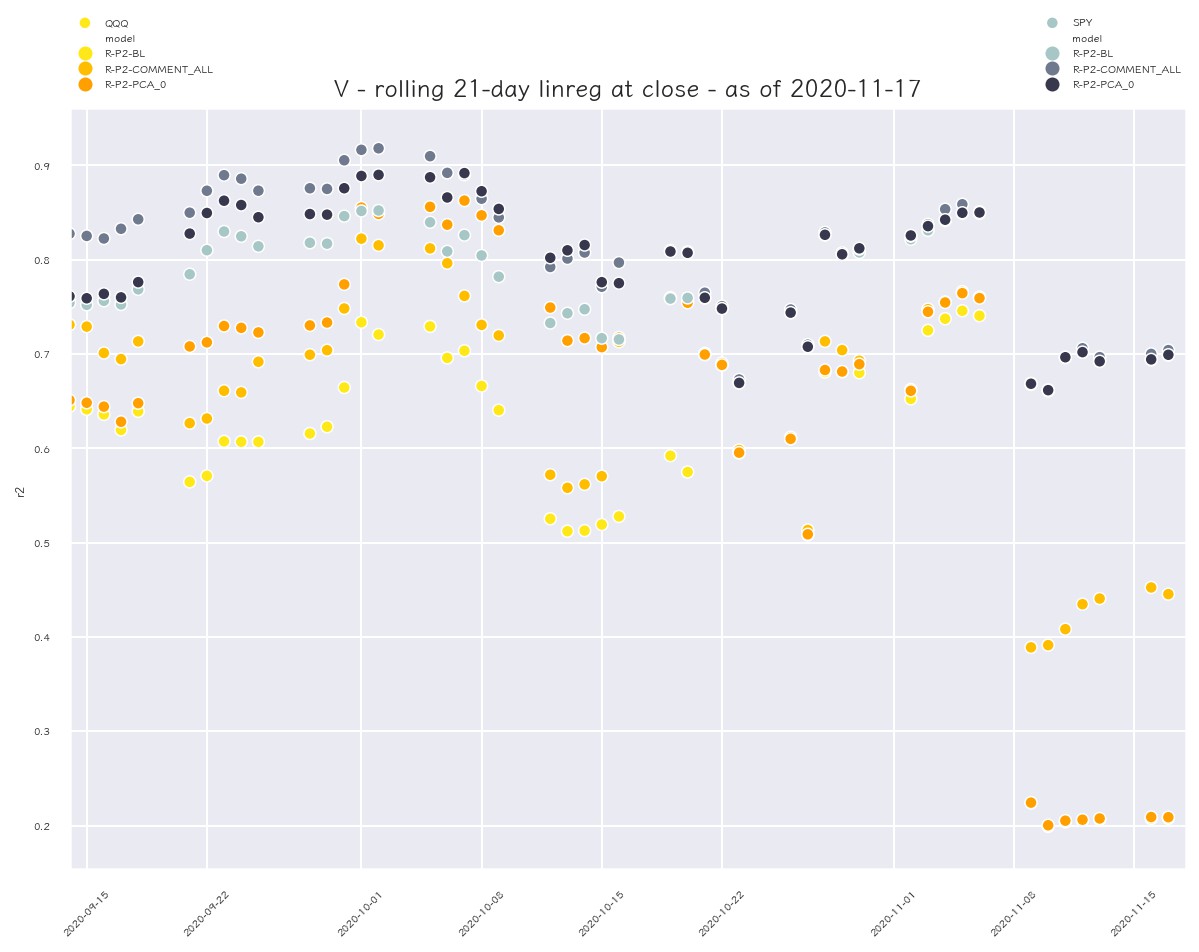 QQQ
model
R-P2-BL
R-P2-COMMENT_ALL
R-P2-PCA_0
SPY
model
R-P2-BL
R-P2-COMMENT_ALL
R-P2-PCA_0
V - rolling 21-day linreg at close - as of 2020-11-17
0.9
0.8
0.7
0.6
0.5
0.4
0.3
0.2
r2
2020-09-15
2020-09-22
2020-10-01
2020-10-08
2020-10-15
2020-10-22
2020-11-01
2020-11-08
2020-11-15